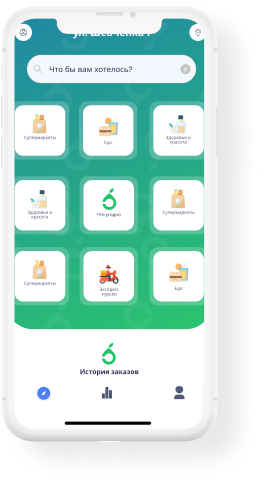 ул. Шевченка 1
Что бы вам хотелось?
Супермаркеты
Еда
Здоровье и
красота
Здоровье и
красота
Что угодно
Супермаркеты
Супермаркеты
Экспресс
курьер
Еда
История заказов